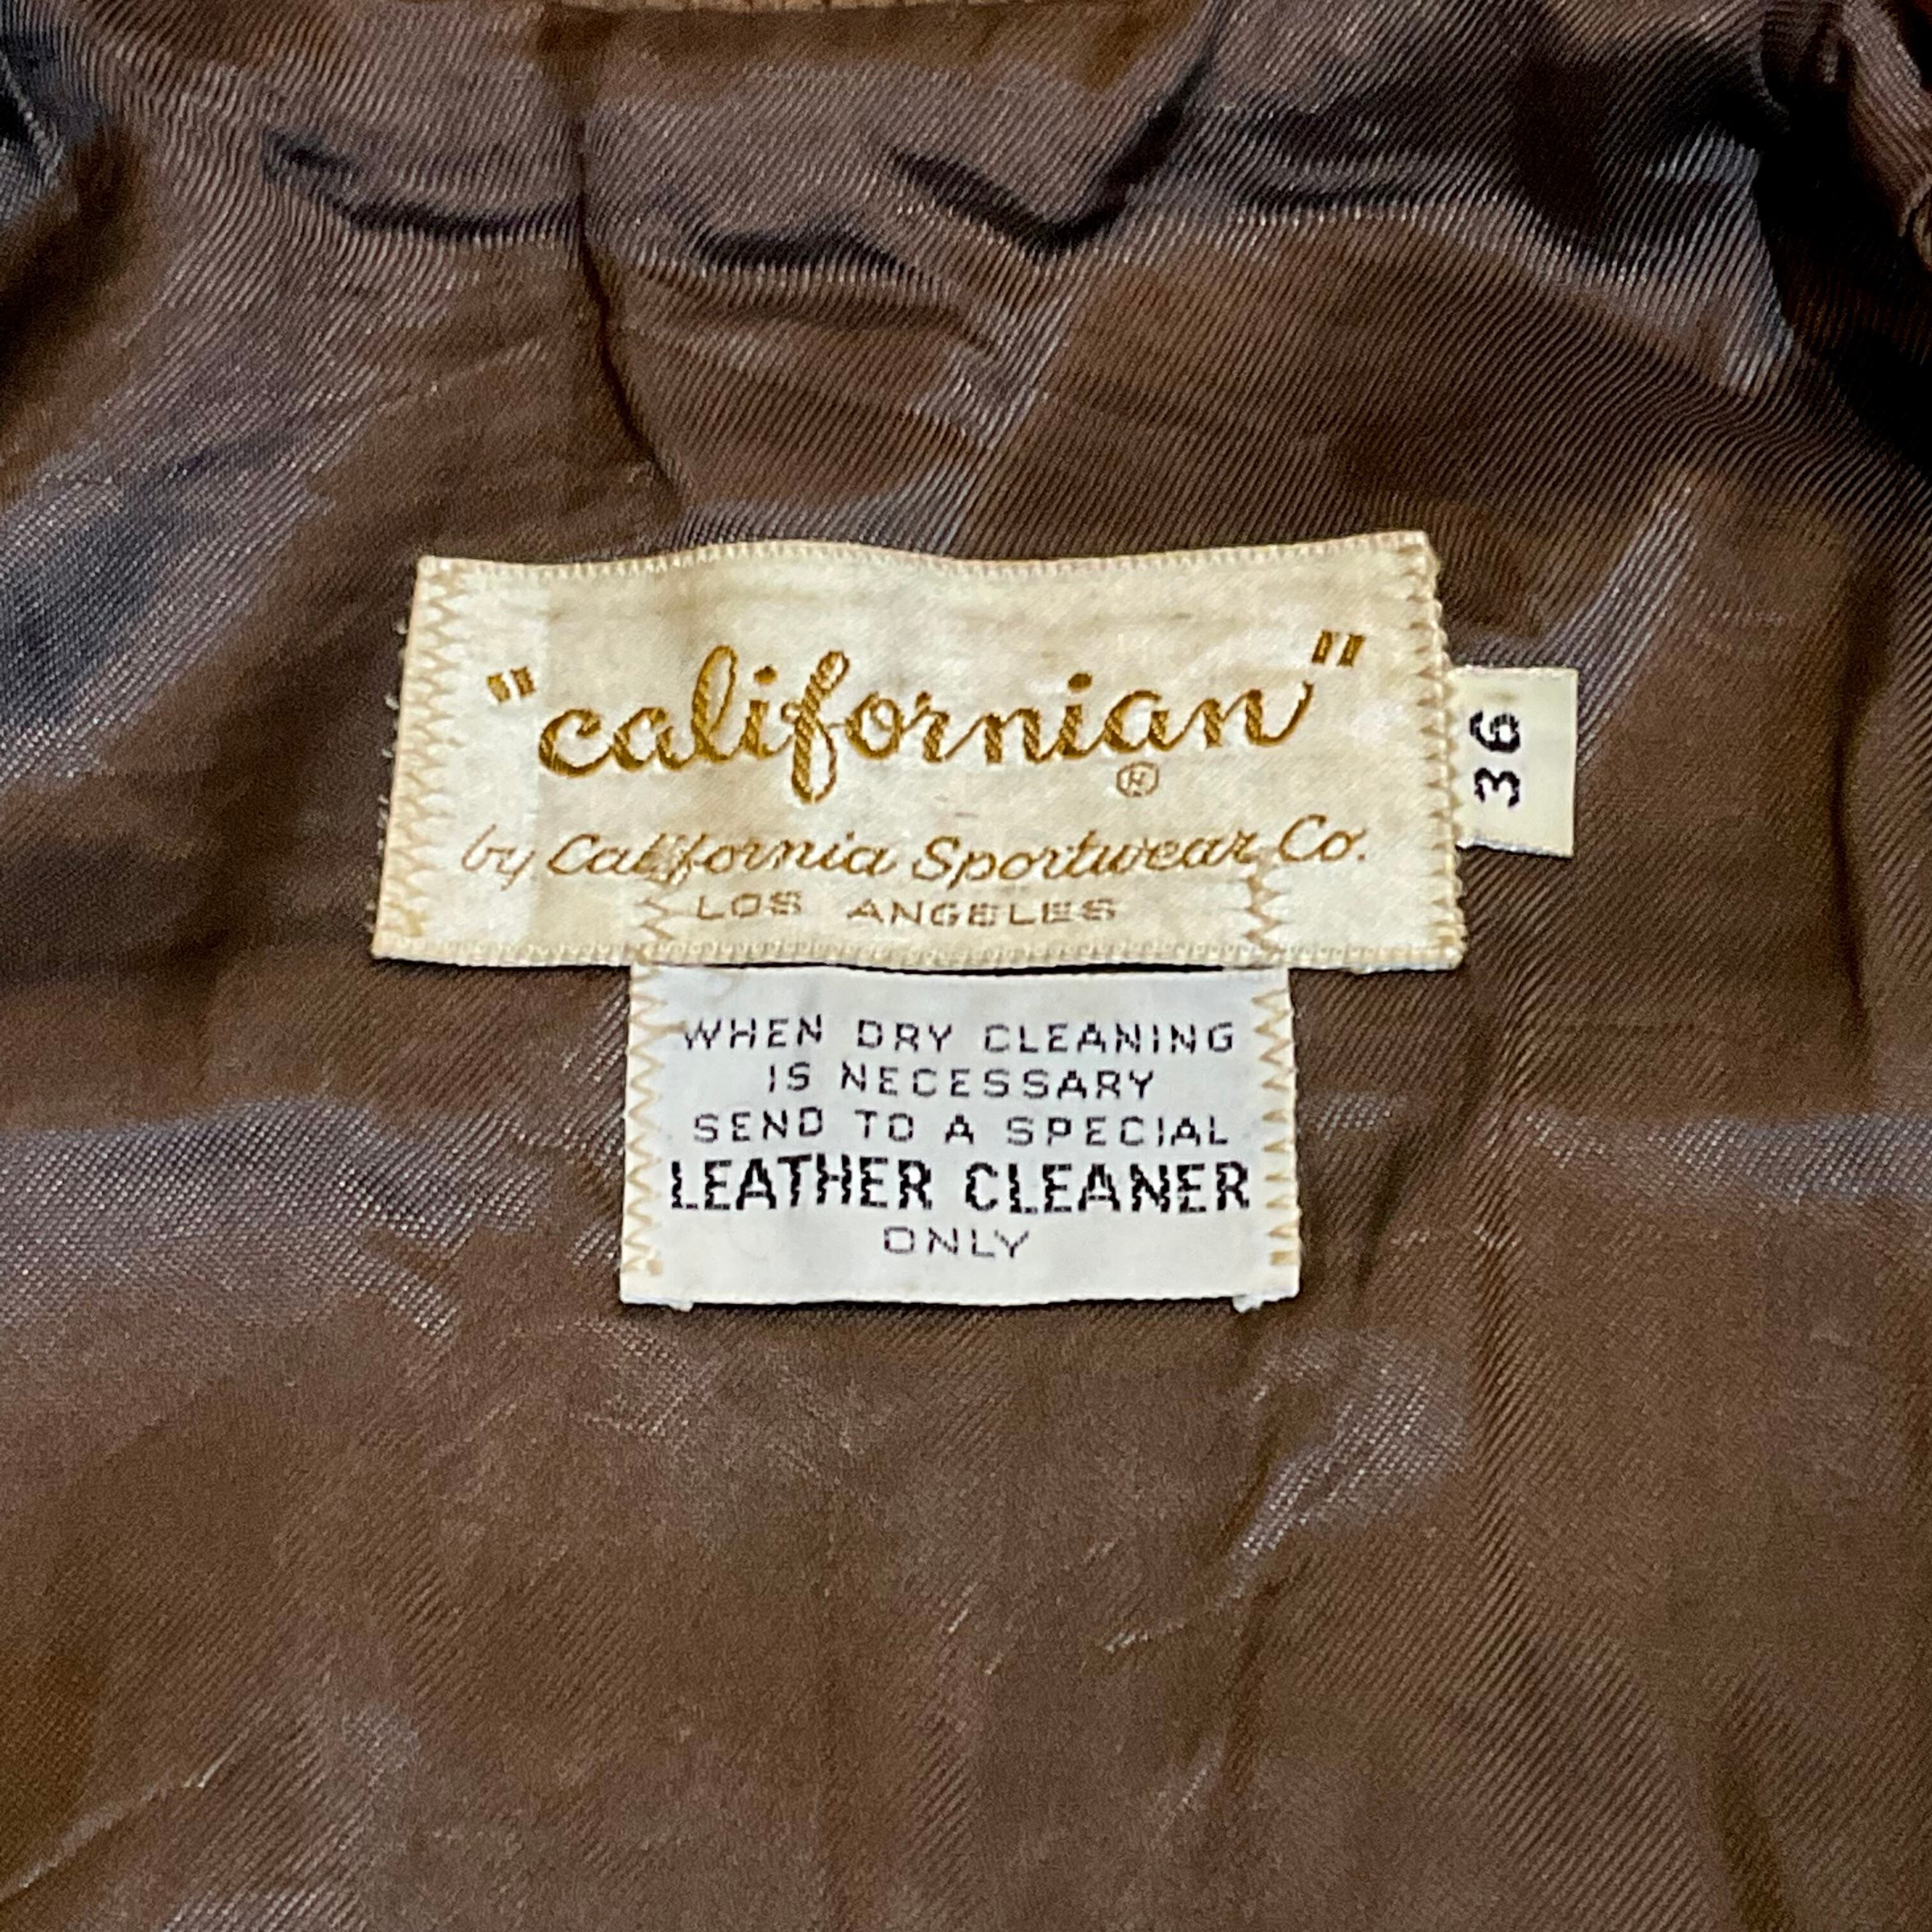 "californian"
®
by California Sportwear Co.
LOS ANGELES
36
WHEN DRY CLEANING
IS NECESSARY
SEND TO A SPECIAL
LEATHER CLEANER
ONLY